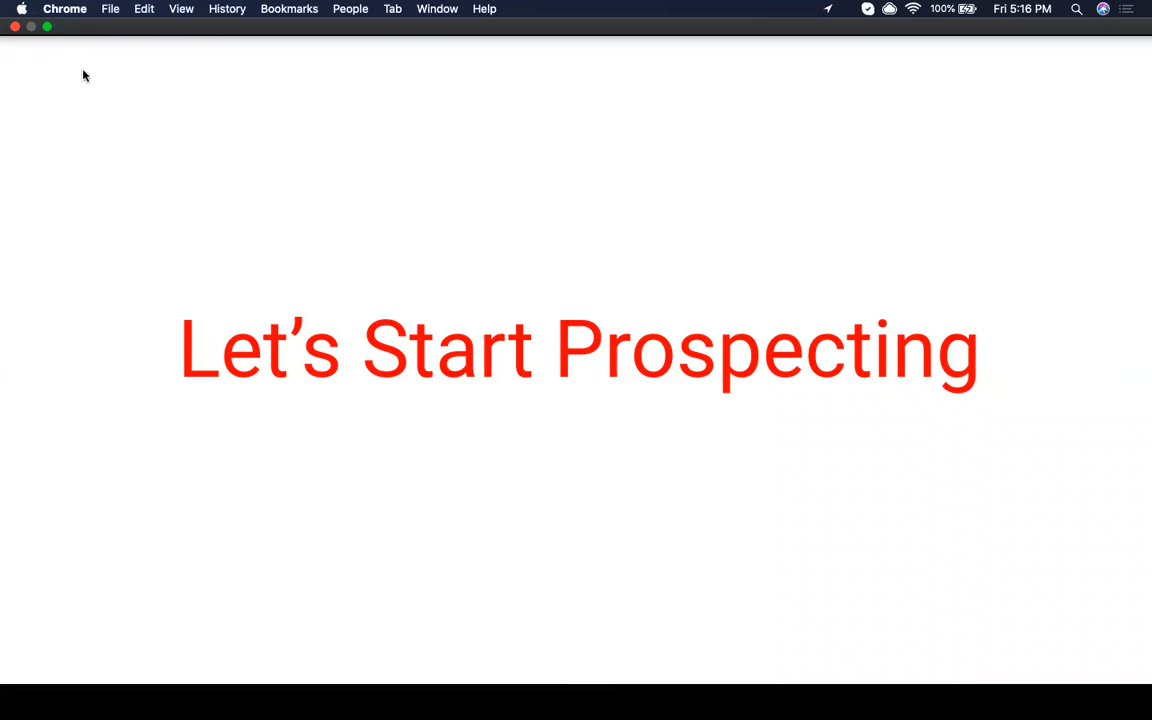 Chrome File Edit View History Bookmarks People Tab Window Help 100% Fri 5:16 PM
Let’s Start Prospecting